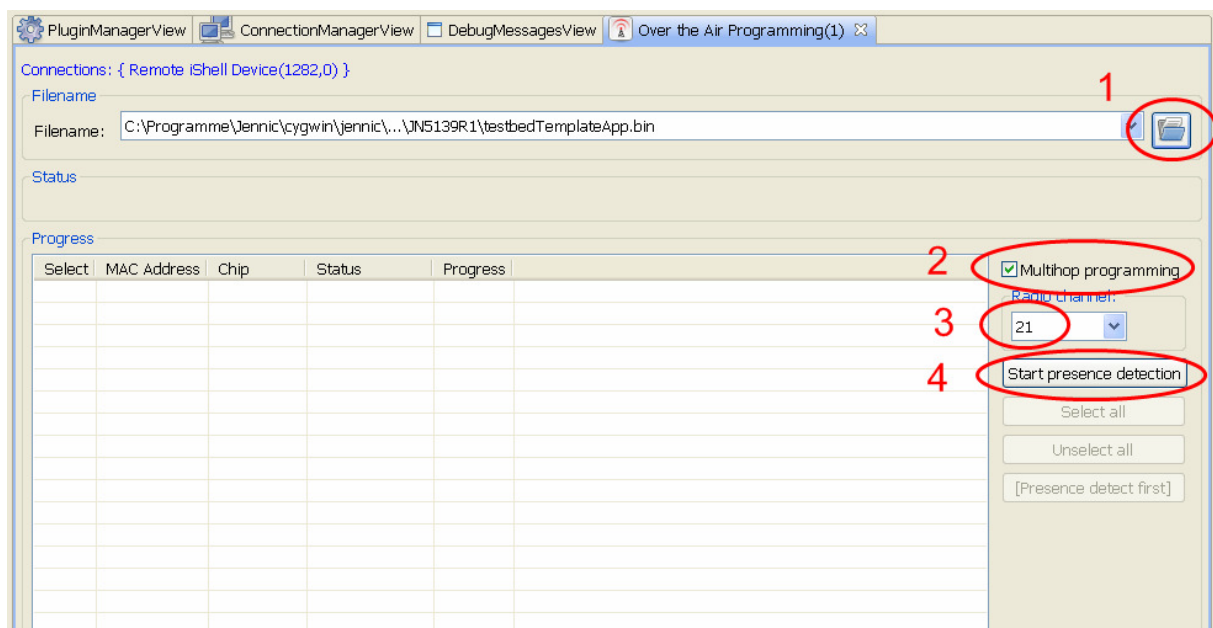 PluginManagerView ConnectionManagerView DebugMessagesView Over the Air Programming(1)
Connections: { Remote iShell Device(1282,0) }
1
Filename
Filename: C:\Programme\Jennic\cygwin\jennic\...\JN5139R1\testbedTemplateApp.bin
Status
Progress
Select MAC Address Chip Status Progress
2 Multihop programming
Radio channel:
3 21
4 Start presence detection
Select all
Unselect all
[Presence detect first]